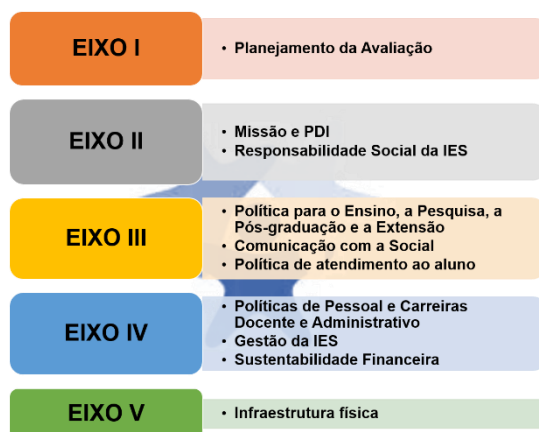 EIXO I
• Planejamento da Avaliação
EIXO II
• Missão e PDI
• Responsabilidade Social da IES
EIXO III
• Política para o Ensino, a Pesquisa, a
Pós-graduação e a Extensão
• Comunicação com a Social
• Política de atendimento ao aluno
EIXO IV
• Políticas de Pessoal e Carreiras
Docente e Administrativo
• Gestão da IES
• Sustentabilidade Financeira
EIXO V
• Infraestrutura física